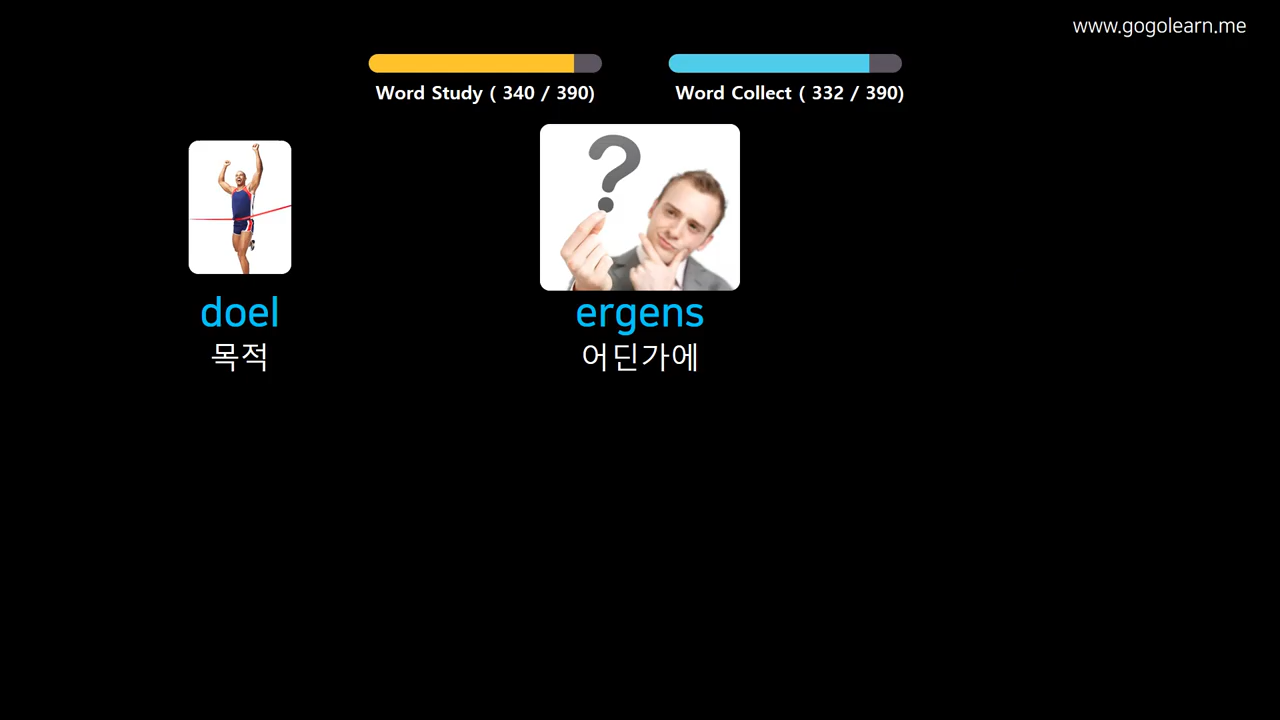 www.gogolearn.me
Word Study ( 340 / 390)
Word Collect ( 332 / 390)
?
doel
목적
ergens
어딘가에